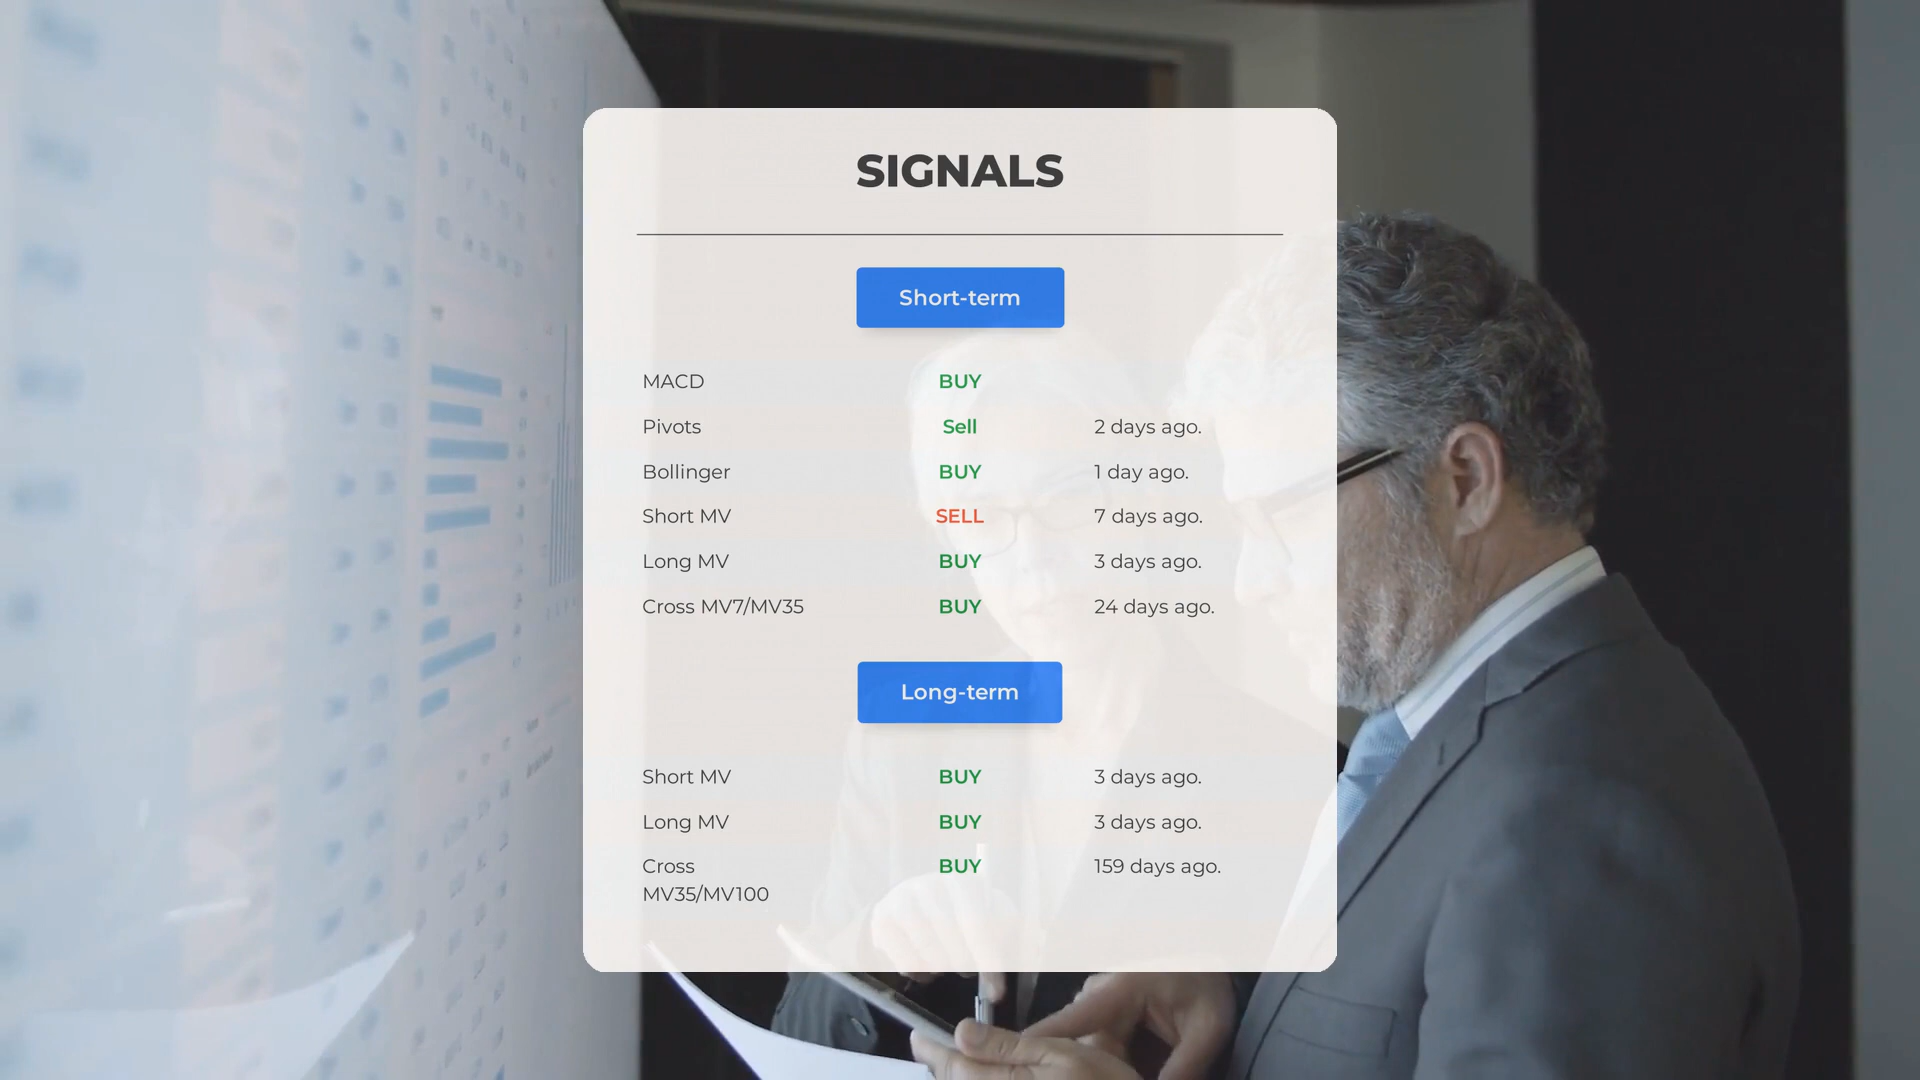 SIGNALS
Short-term
MACD BUY
Pivots Sell 2 days ago.
Bollinger BUY 1 day ago.
Short MV SELL 7 days ago.
Long MV BUY 3 days ago.
Cross MV7/MV35 BUY 24 days ago.
Long-term
Short MV BUY 3 days ago.
Long MV BUY 3 days ago.
Cross BUY 159 days ago.
MV35/MV100